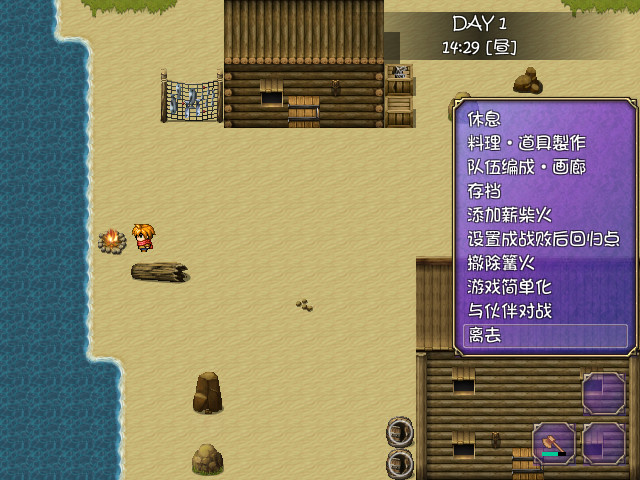 DAY 1
14:29 [昼]
休息
料理・道具製作
队伍编成・画廊
存档
添加薪柴火
设置成战败后回归点
撤除篝火
游戏简单化
与伙伴对战
离去